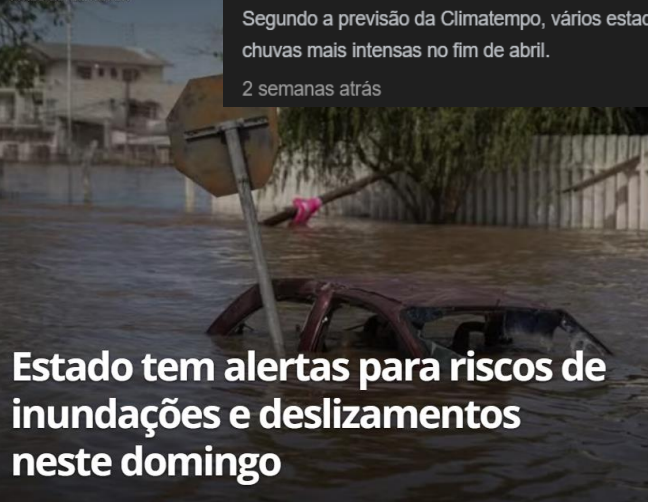 Segundo a previsão da Climatempo, vários
chuvas mais intensas no fim de abril.
2 semanas atrás
Estado tem alertas para riscos de
inundações e deslizamentos
neste domingo